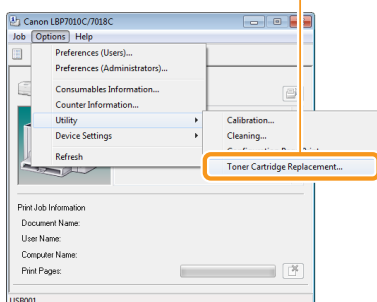 Canon LBP7010C/7018C
Job Options Help
Preferences (Users)...
Preferences (Administrators)...
Consumables Information...
Counter Information...
Utility
Device Settings
Refresh
Calibration...
Cleaning...
Toner Cartridge Replacement...
Print Job Information
Document Name:
User Name:
Computer Name:
Print Pages:
USB001